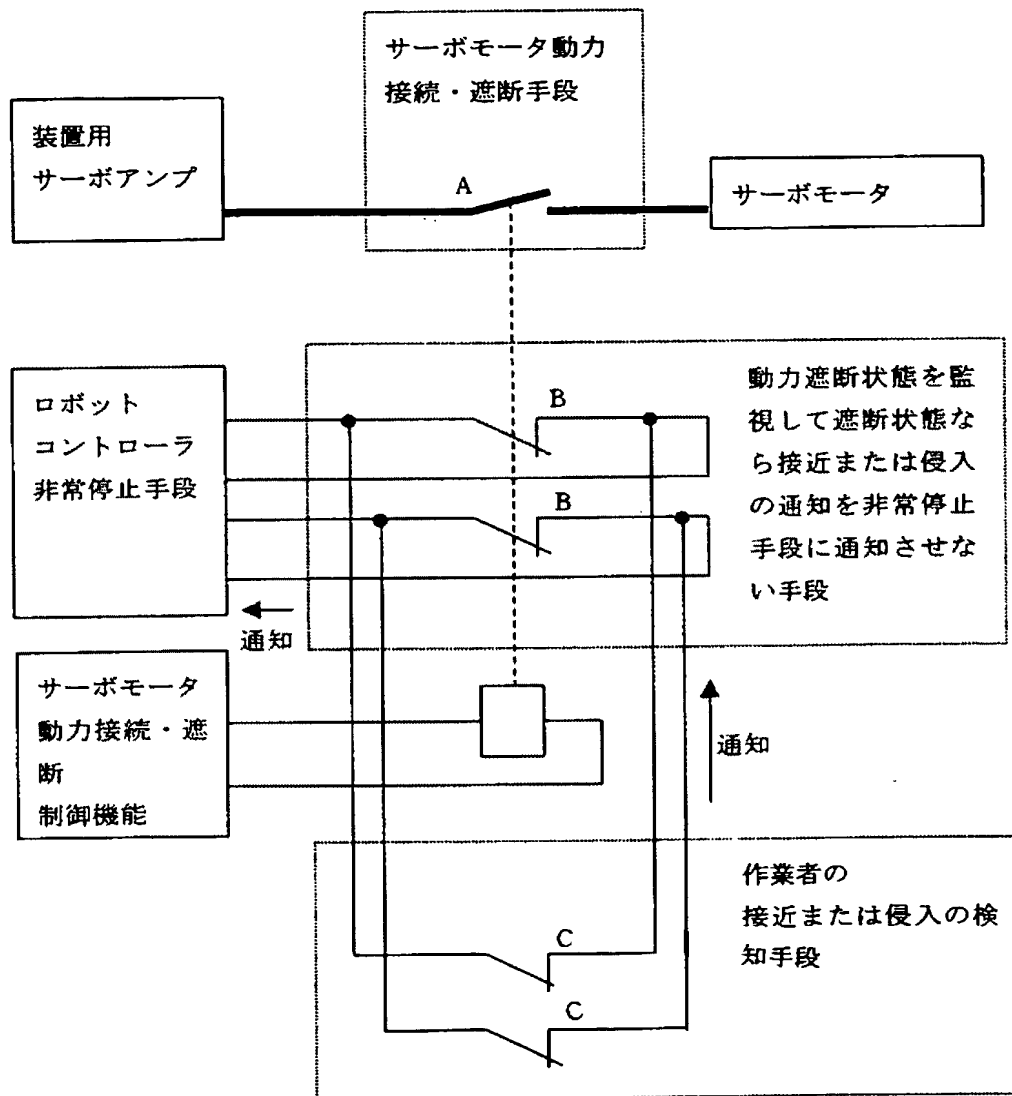 サーボモータ動力
接続・遮断手段
装置用
サーボアンプ
A
サーボモータ
ロボット
コントローラ
非常停止手段
B
B
動力遮断状態を監
視して遮断状態な
ら接近または侵入
の通知を非常停止
手段に通知させな
い手段
通知
サーボモータ
動力接続・遮
断
制御機能
通知
作業者の
接近または侵入の検
知手段
C
C